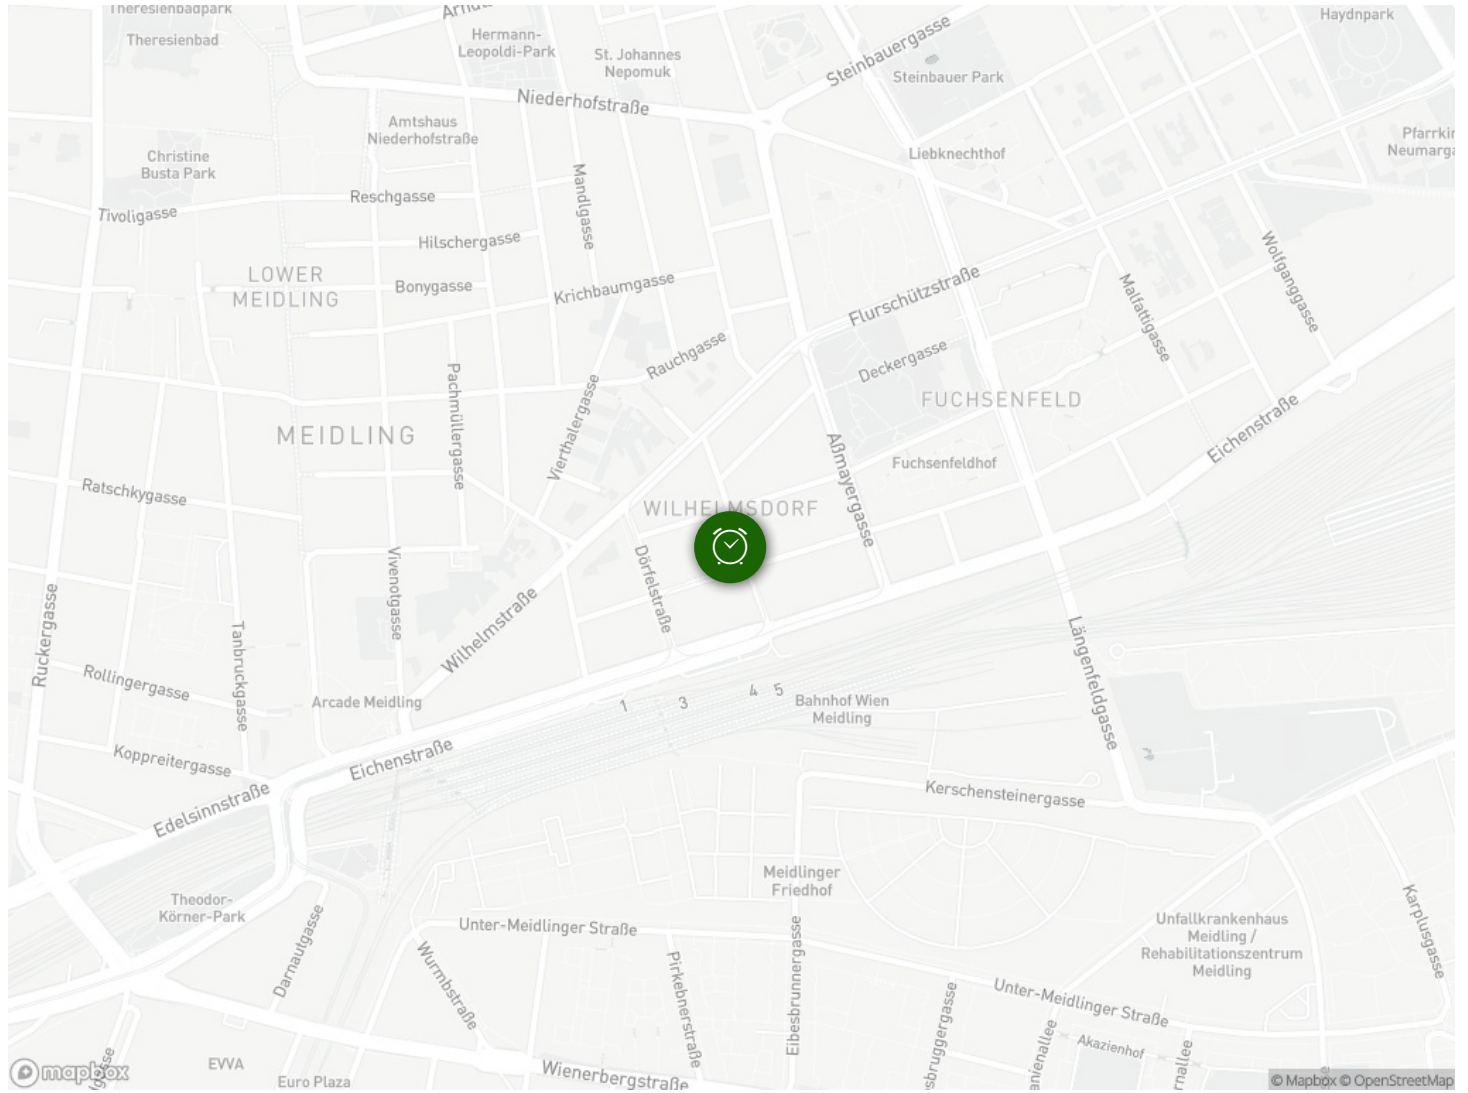 Theresienbadpark
Theresienbad
Hermann-
Leopoldi-Park
St. Johannes
Nepomuk
Steinbauergasse
Steinbauer Park
Haydnpark
Niederhofstraße
Amtshaus
Niederhofstraße
Christine
Busta Park
Liebknechthof
Tivoligasse
Reschgasse
Mandlgasse
Hilschergasse
LOWER
MEIDLING
Bonygasse
Krichbaumgasse
Flurschützstraße
Malfattigasse
Wolfganggasse
Rauchgasse
Deckergasse
FUCHSENFELD
Pachmüllergasse
Vierthalergasse
MEIDLING
Aßmayergasse
Fuchsenfeldhof
Eichenstraße
Ratschkygasse
WILHELMSDORF
Vivenotgasse
Dörfelstraße
Wilhelmstraße
Ruckergasse
Tanbruckgasse
Rollingergasse
Längenfeldgasse
Arcade Meidling
1
3
4
5
Bahnhof Wien
Meidling
Koppreitergasse
Eichenstraße
Edelsinnstraße
Kerschensteinergasse
Meidlinger
Friedhof
Theodor-
Körner-Park
Darnautgasse
Unter-Meidlinger Straße
Wurmbstraße
Pirkebnerstraße
Eibesbrunnergasse
Unfallkrankenhaus
Meidling /
Rehabilitationszentrum
Meidling
Karplusgasse
Unter-Meidlinger Straße
Akazienhof
EVVA
Euro Plaza
Wienerbergstraße
mapbox
© Mapbox © OpenStreetMap